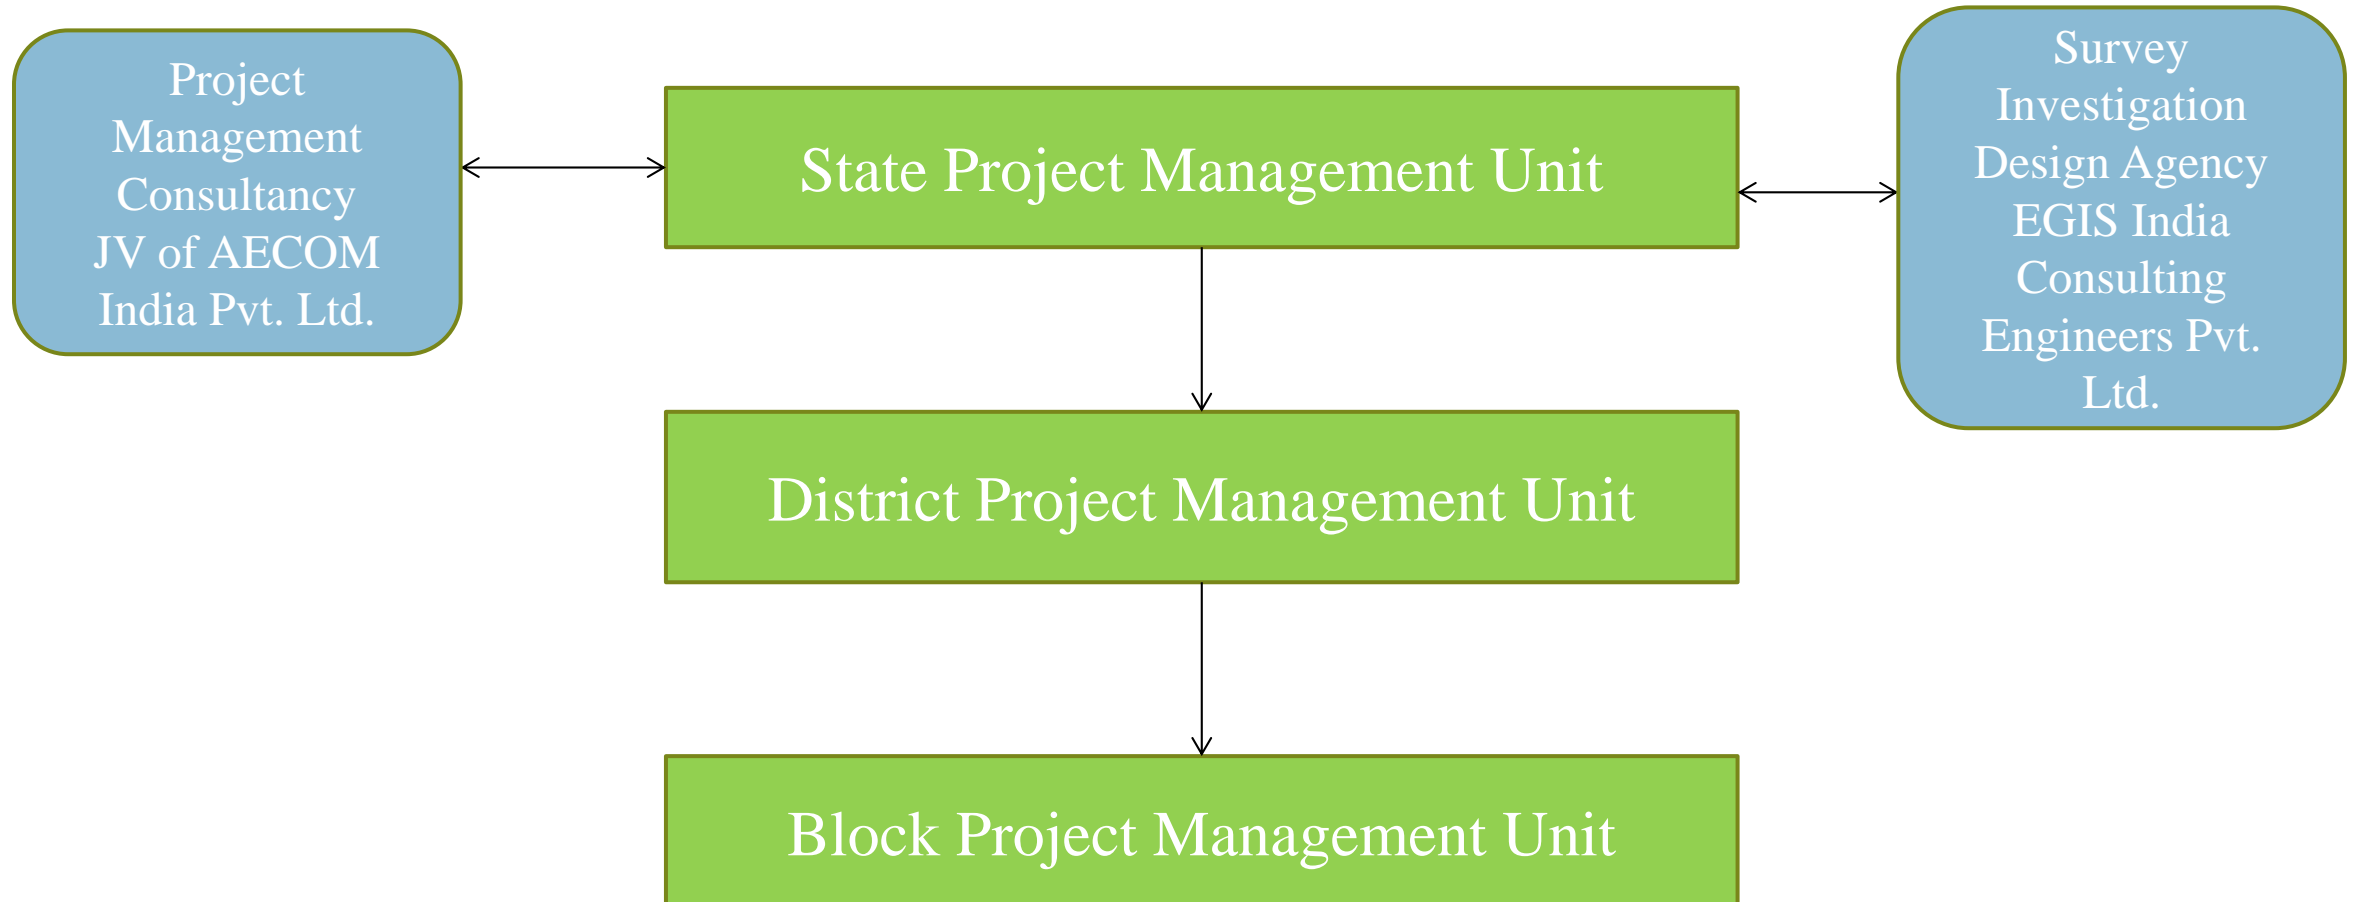 Project
Management
Consultancy
JV of AECOM
India Pvt. Ltd.
State Project Management Unit
Survey
Investigation
Design Agency
EGIS India
Consulting
Engineers Pvt.
Ltd.
District Project Management Unit
Block Project Management Unit